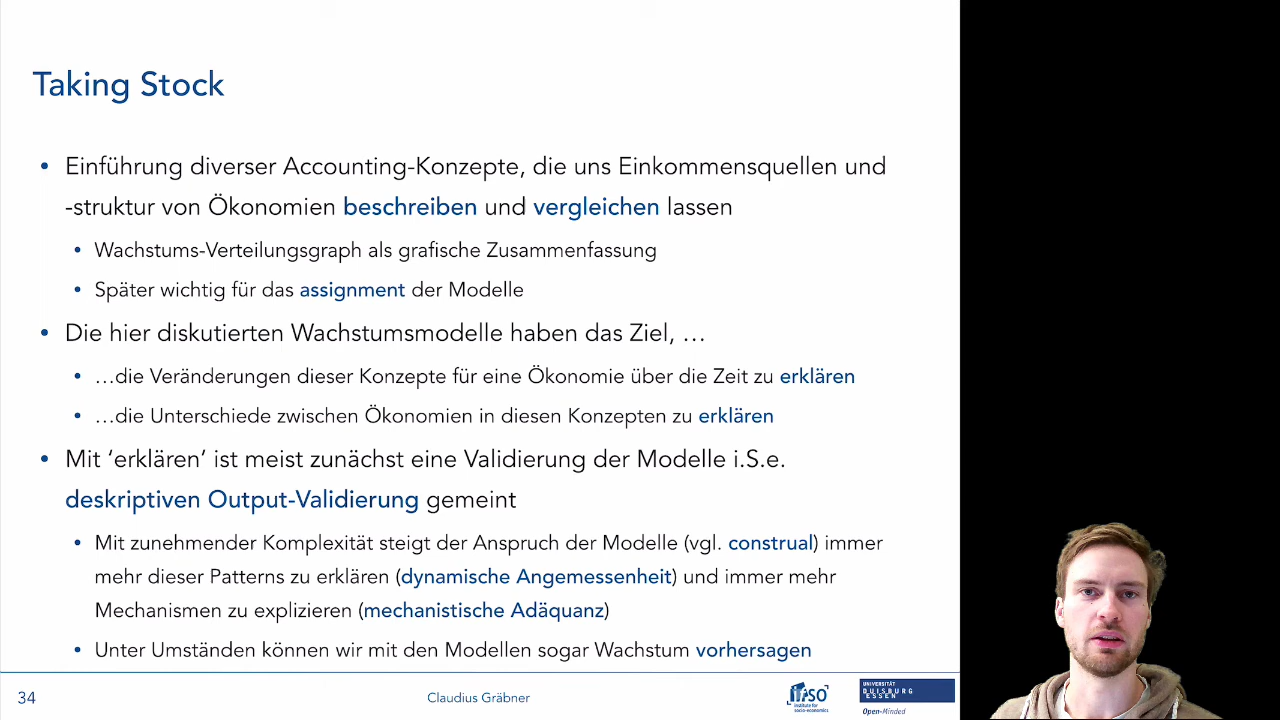 Taking Stock
• Einführung diverser Accounting-Konzepte, die uns Einkommensquellen und
-struktur von Ökonomien beschreiben und vergleichen lassen
• Wachstums-Verteilungsgraph als grafische Zusammenfassung
• Später wichtig für das assignment der Modelle
• Die hier diskutierten Wachstumsmodelle haben das Ziel, …
• …die Veränderungen dieser Konzepte für eine Ökonomie über die Zeit zu erklären
• …die Unterschiede zwischen Ökonomien in diesen Konzepten zu erklären
• Mit ‘erklären‘ ist meist zunächst eine Validierung der Modelle i.S.e.
deskriptiven Output-Validierung gemeint
• Mit zunehmender Komplexität steigt der Anspruch der Modelle (vgl. construal) immer
mehr dieser Patterns zu erklären (dynamische Angemessenheit) und immer mehr
Mechanismen zu explizieren (mechanistische Adäquanz)
• Unter Umständen können wir mit den Modellen sogar Wachstum vorhersagen
34
Claudius Gräbner
ifso
institute for
socio-economics
UNIVERSITÄT
DUISBURG
ESSEN
Open-Minded